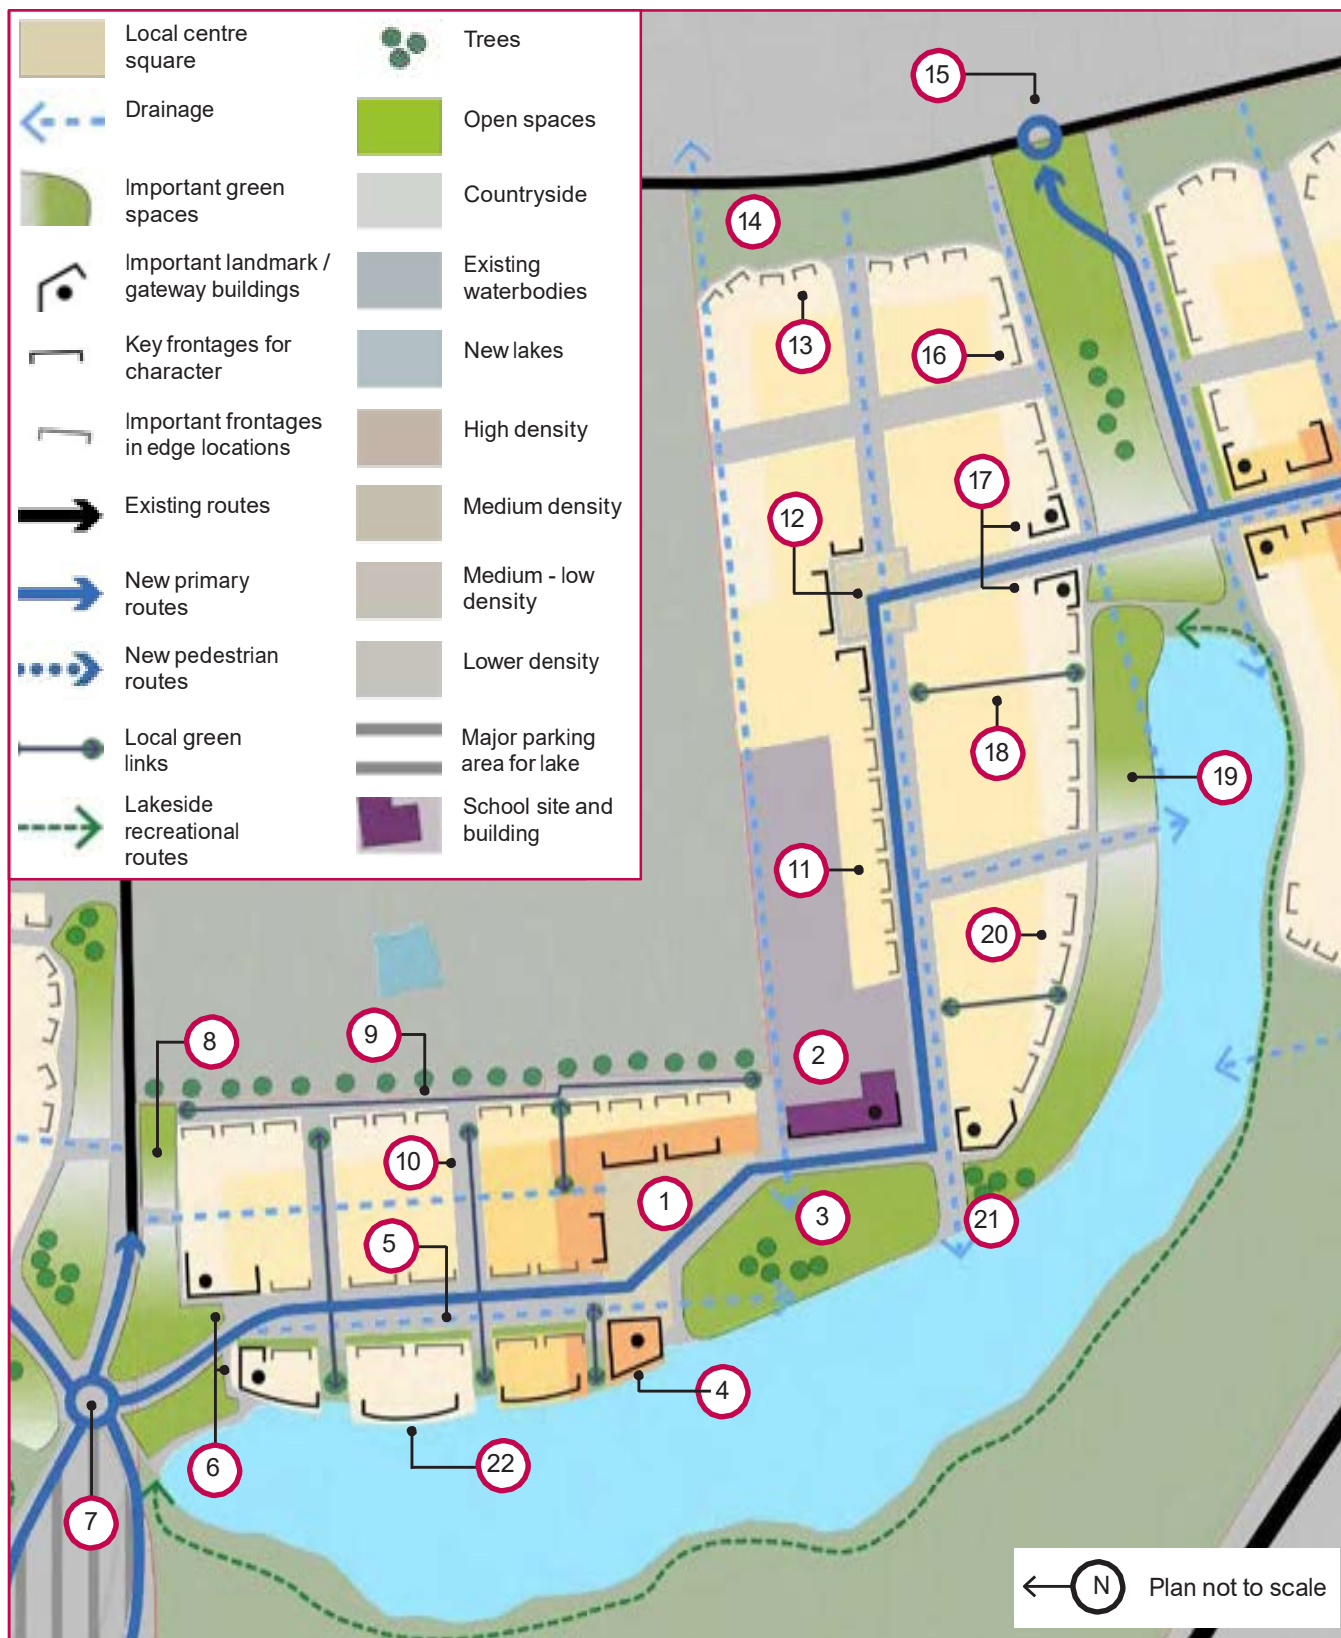 Local centre
square
Drainage
Important green
spaces
Important landmark /
gateway buildings
Key frontages for
character
Important frontages
in edge locations
Existing routes
New primary
routes
New pedestrian
routes
Local green
links
Lakeside
recreational
routes
Trees
Open spaces
Countryside
Existing
waterbodies
New lakes
High density
Medium density
Medium - low
density
Lower density
Major parking
area for lake
School site and
building
15
14
13
16
17
12
18
19
11
20
2
8
9
10
1
3
21
5
4
6
22
7
N
Plan not to scale